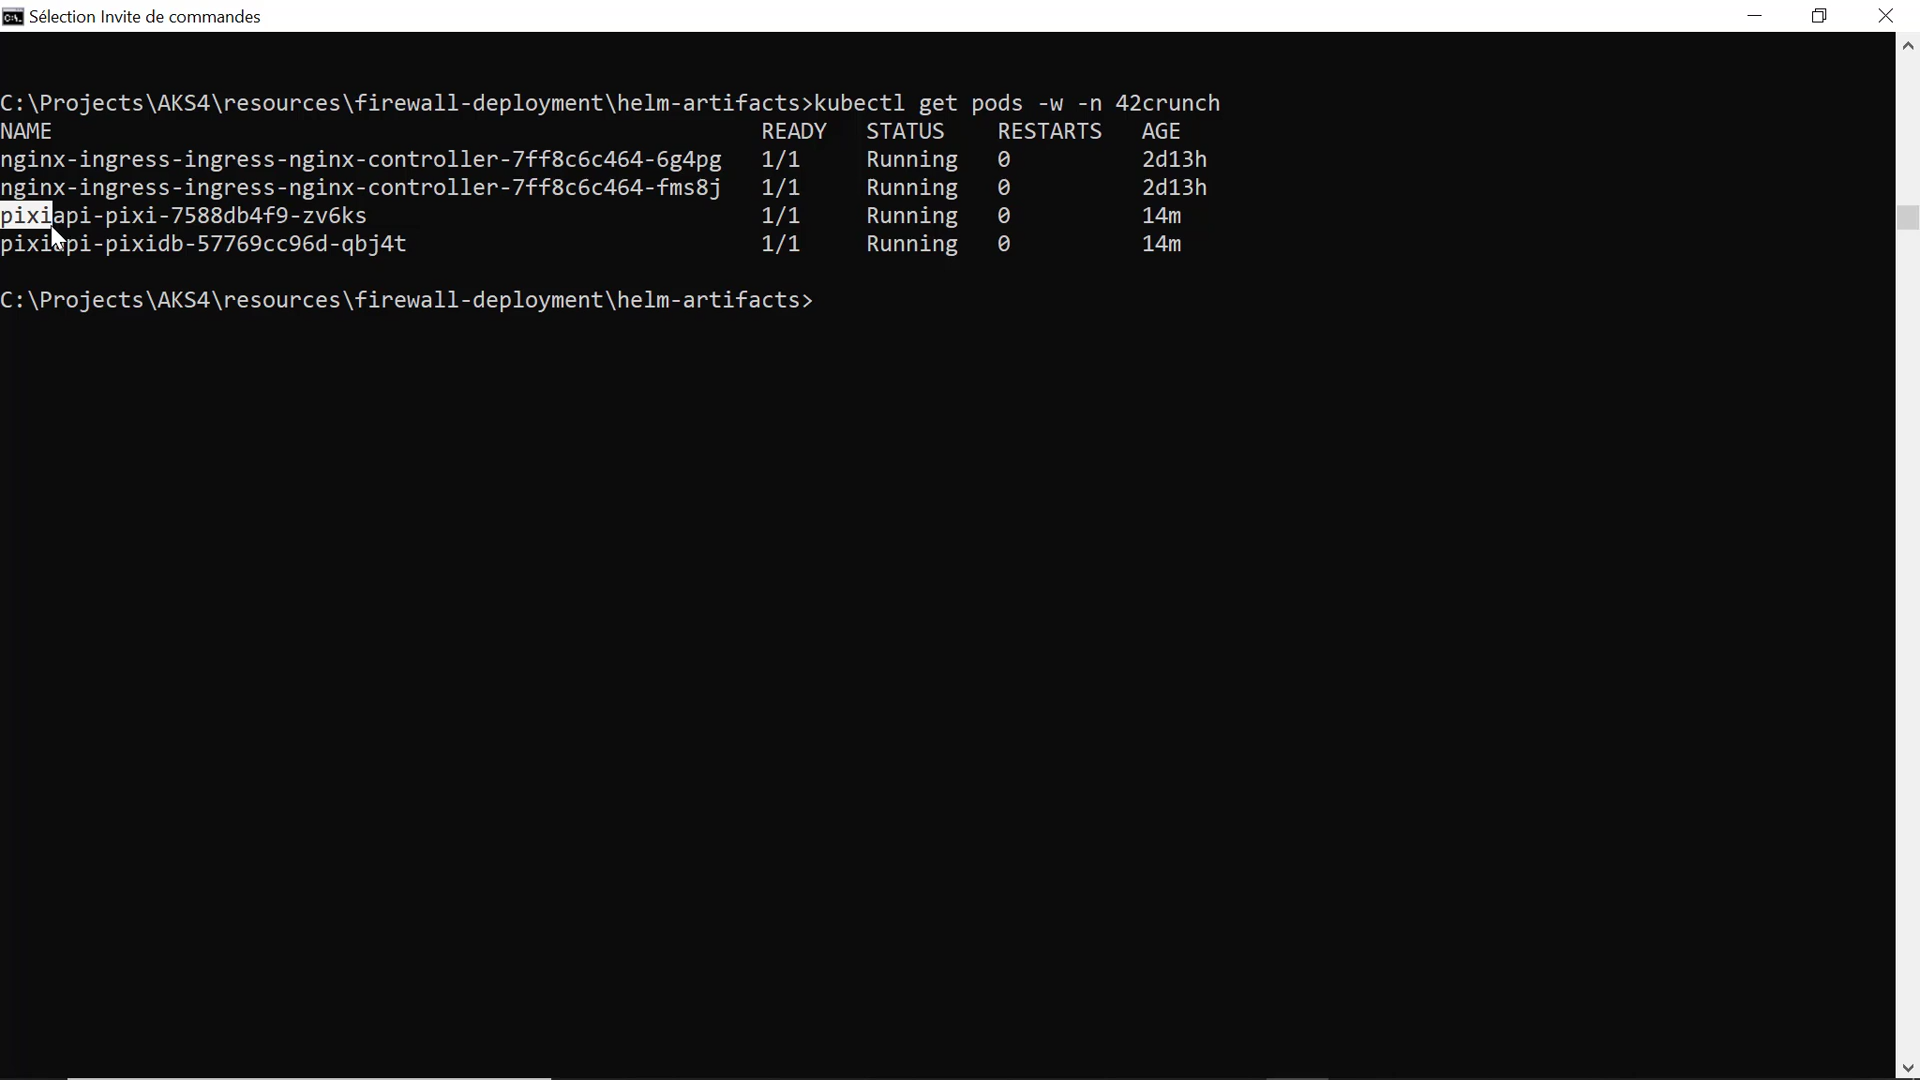 Sélection Invite de commandes
C:\Projects\AKS4\resources\firewall-deployment\helm-artifacts>kubectl get pods -w -n 42crunch
NAME READY STATUS RESTARTS AGE
nginx-ingress-ingress-nginx-controller-7ff8c6c464-6g4pg 1/1 Running 0 2d13h
nginx-ingress-ingress-nginx-controller-7ff8c6c464-fms8j 1/1 Running 0 2d13h
pixiapi-pixi-7588db4f9-zv6ks 1/1 Running 0 14m
pixiapi-pixidb-57769cc96d-qbj4t 1/1 Running 0 14m
C:\Projects\AKS4\resources\firewall-deployment\helm-artifacts>